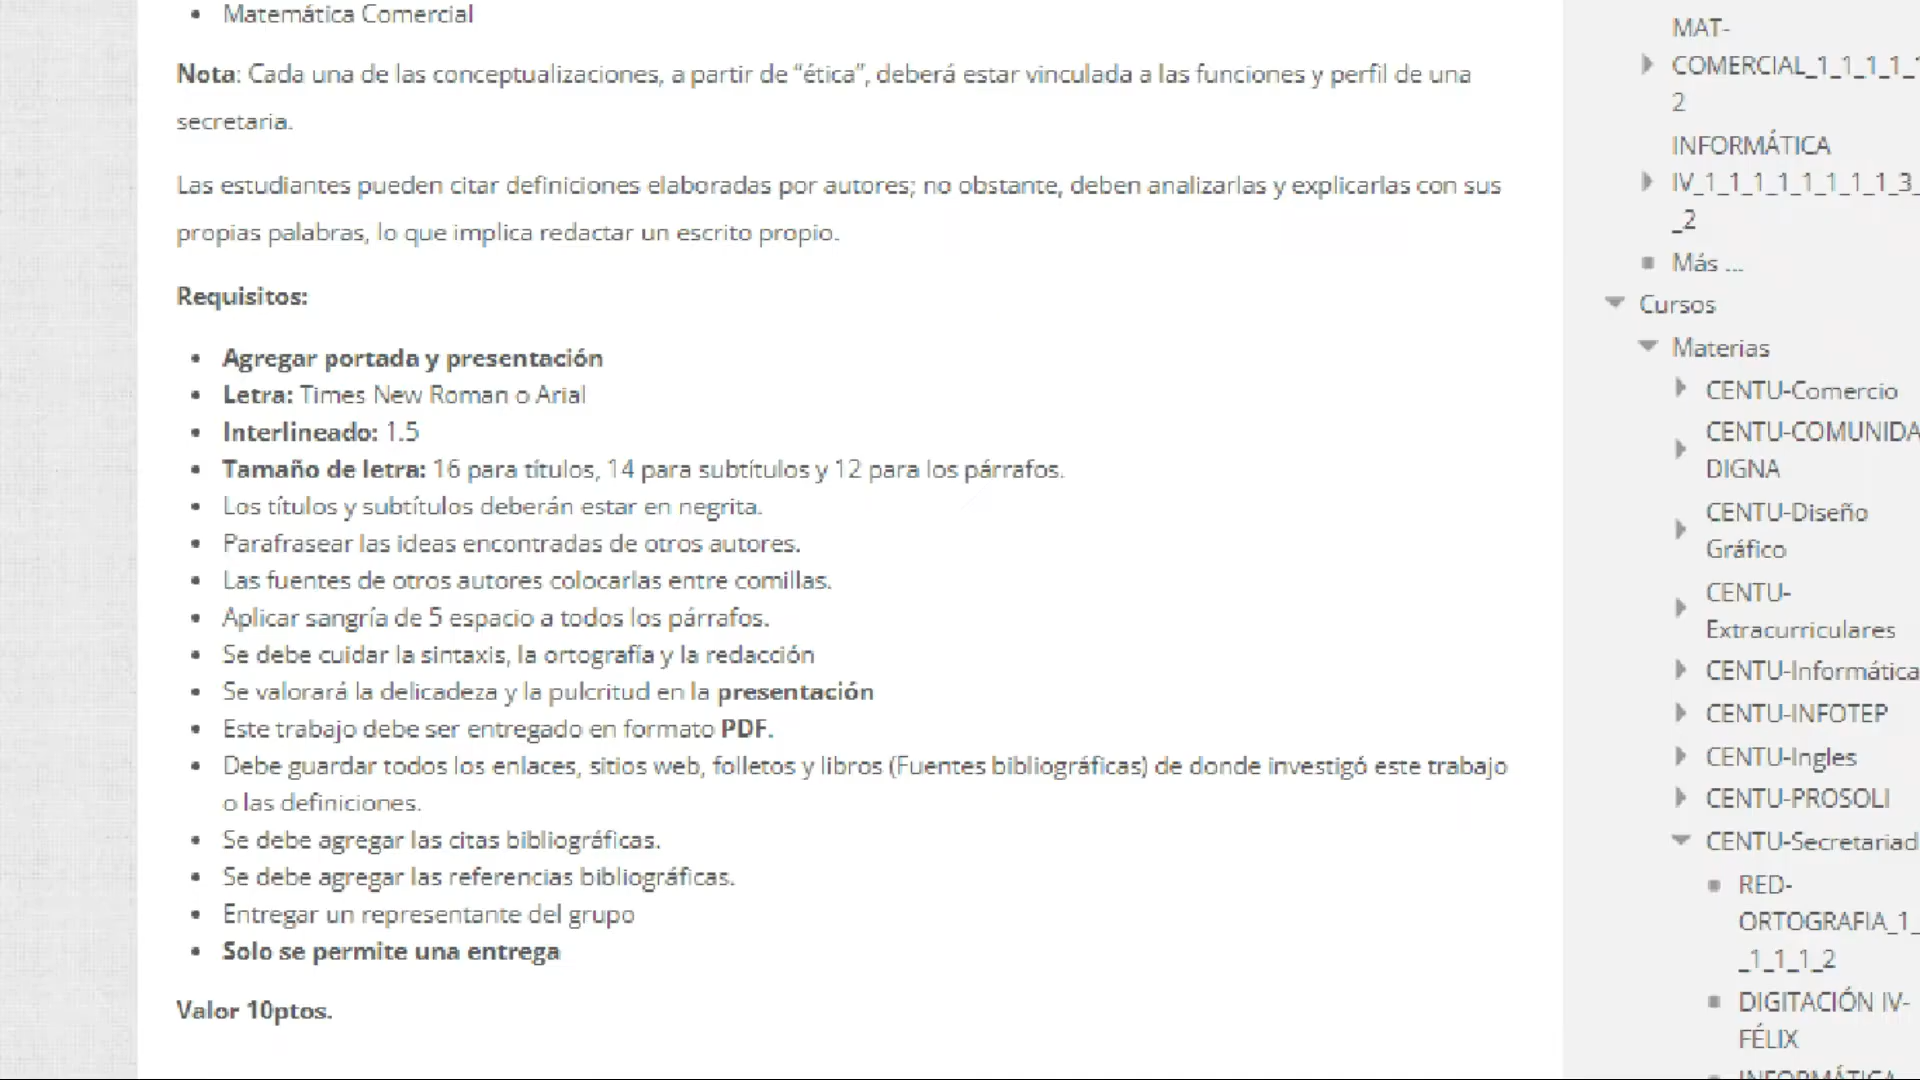 Matemática Comercial
Nota: Cada una de las conceptualizaciones, a partir de “ética”, deberá estar vinculada a las funciones y perfil de una
secretaria.
Las estudiantes pueden citar definiciones elaboradas por autores; no obstante, deben analizarlas y explicarlas con sus
propias palabras, lo que implica redactar un escrito propio.
Requisitos:
Agregar portada y presentación
Letra: Times New Roman o Arial
Interlineado: 1.5
Tamaño de letra: 16 para títulos, 14 para subtítulos y 12 para los párrafos.
Los títulos y subtítulos deberán estar en negrita.
Parafrasear las ideas encontradas de otros autores.
Las fuentes de otros autores colocarlas entre comillas.
Aplicar sangría de 5 espacio a todos los párrafos.
Se debe cuidar la sintaxis, la ortografía y la redacción
Se valorará la delicadeza y la pulcritud en la presentación
Este trabajo debe ser entregado en formato PDF.
Debe guardar todos los enlaces, sitios web, folletos y libros (Fuentes bibliográficas) de donde investigó este trabajo
o las definiciones.
Se debe agregar las citas bibliográficas.
Se debe agregar las referencias bibliográficas.
Entregar un representante del grupo
Solo se permite una entrega
Valor 10ptos.
MAT-
COMERCIAL_1_1_1_1_1
2
INFORMÁTICA
IV_1_1_1_1_1_1_1_1_3_
_2
Más ...
Cursos
Materias
CENTU-Comercio
CENTU-COMUNIDA
DIGNA
CENTU-Diseño
Gráfico
CENTU-
Extracurriculares
CENTU-Informática
CENTU-INFOTEP
CENTU-Ingles
CENTU-PROSOLI
CENTU-Secretariad
RED-
ORTOGRAFIA_1_
_1_1_1_2
DIGITACIÓN IV-
FÉLIX
INFORMÁTICA